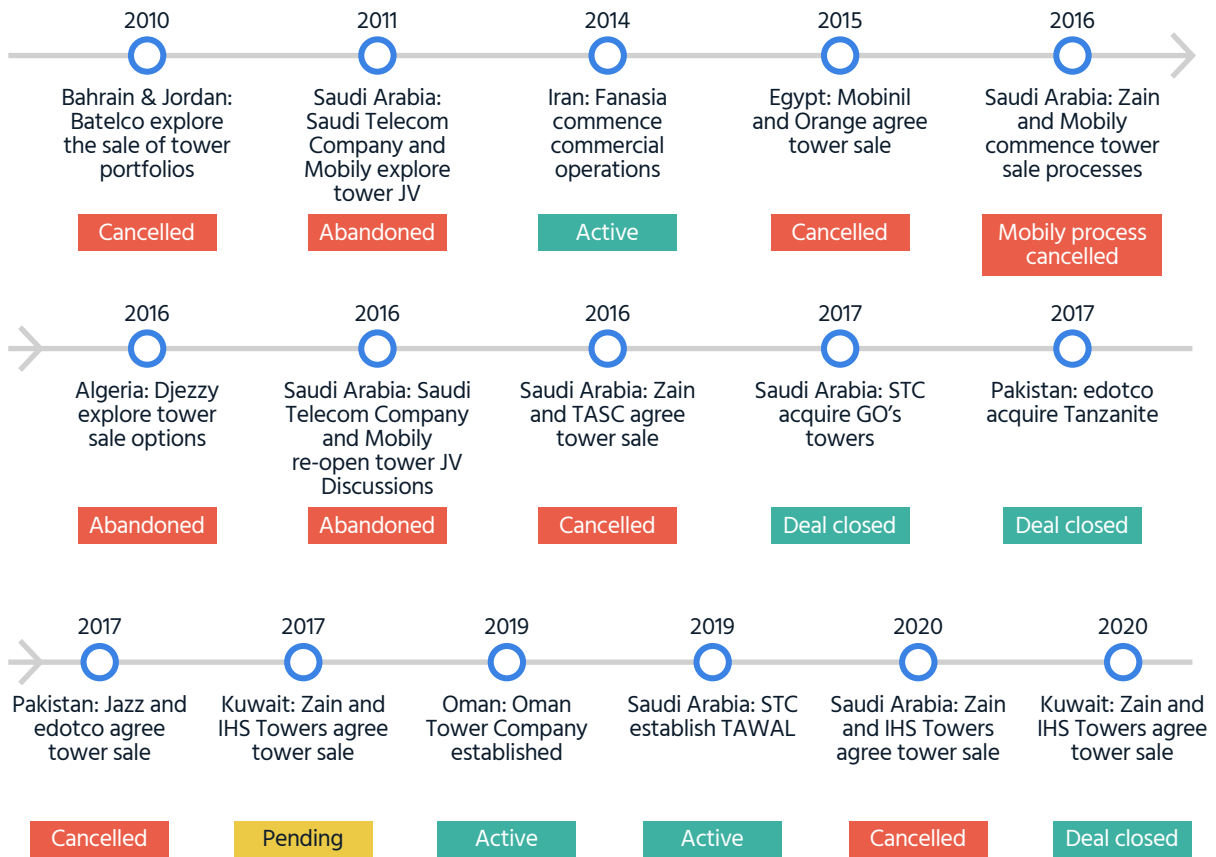 2010
Bahrain & Jordan:
Batelco explore
the sale of tower
portfolios
Cancelled
2011
Saudi Arabia:
Saudi Telecom
Company and
Mobily explore
tower JV
Abandoned
2014
Iran: Fanasia
commence
commercial
operations
Active
2015
Egypt: Mobinil
and Orange agree
tower sale
Cancelled
2016
Saudi Arabia: Zain
and Mobily
commence tower
sale processes
Mobily process
cancelled
2016
Algeria: Djezzy
explore tower
sale options
Abandoned
2016
Saudi Arabia: Saudi
Telecom Company
and Mobily
re-open tower JV
Discussions
Abandoned
2016
Saudi Arabia: Zain
and TASC agree
tower sale
Cancelled
2017
Saudi Arabia: STC
acquire GO’s
towers
Deal closed
2017
Pakistan: edotco
acquire Tanzanite
Deal closed
2017
Pakistan: Jazz and
edotco agree
tower sale
Cancelled
2017
Kuwait: Zain and
IHS Towers agree
tower sale
Pending
2019
Oman: Oman
Tower Company
established
Active
2019
Saudi Arabia: STC
establish TAWAL
Active
2020
Saudi Arabia: Zain
and IHS Towers
agree tower sale
Cancelled
2020
Kuwait: Zain and
IHS Towers agree
tower sale
Deal closed